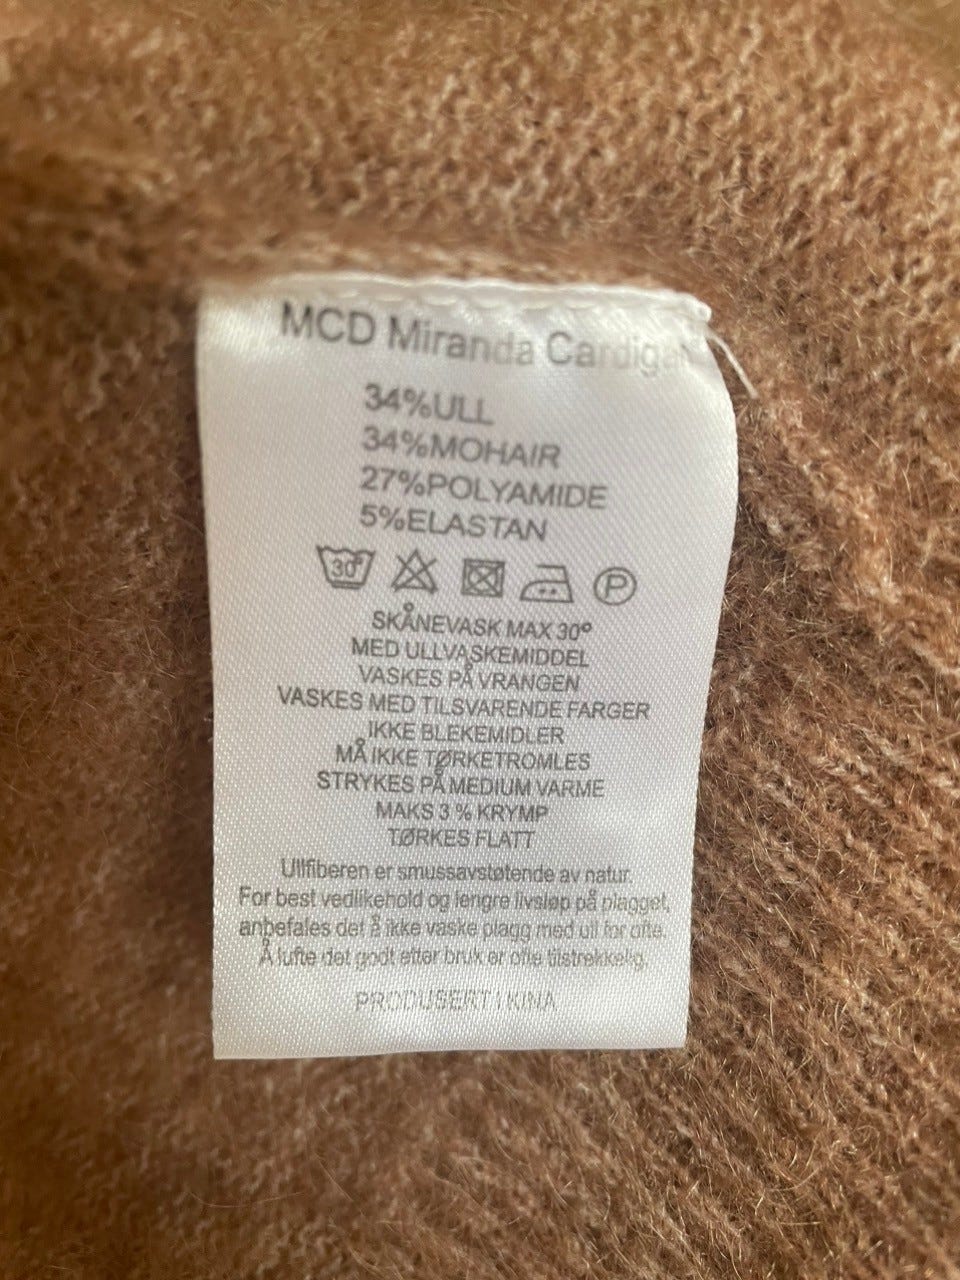 MCD Miranda Cardigan
34%ULL
34%MOHAIR
27%POLYAMIDE
5%ELASTAN
30° P
SKÅNEVASK MAX 30°
MED ULLVASKEMIDDEL
VASKES PÅ VRANGEN
VASKES MED TILSVARENDE FARGER
IKKE BLEKEMIDLER
MÅ IKKE TØRKETROMLES
STRYKES PÅ MEDIUM VARME
MAKS 3 % KRYMP
TØRKES FLATT
Ullfiberen er smussavstøtende av natur.
For best vedlikehold og lengre livsløp på plagget,
anbefales det å ikke vaske plagg med ull for ofte.
Å lufte det godt etter bruk er ofte tilstrekkelig.
PRODUSERT I KINA